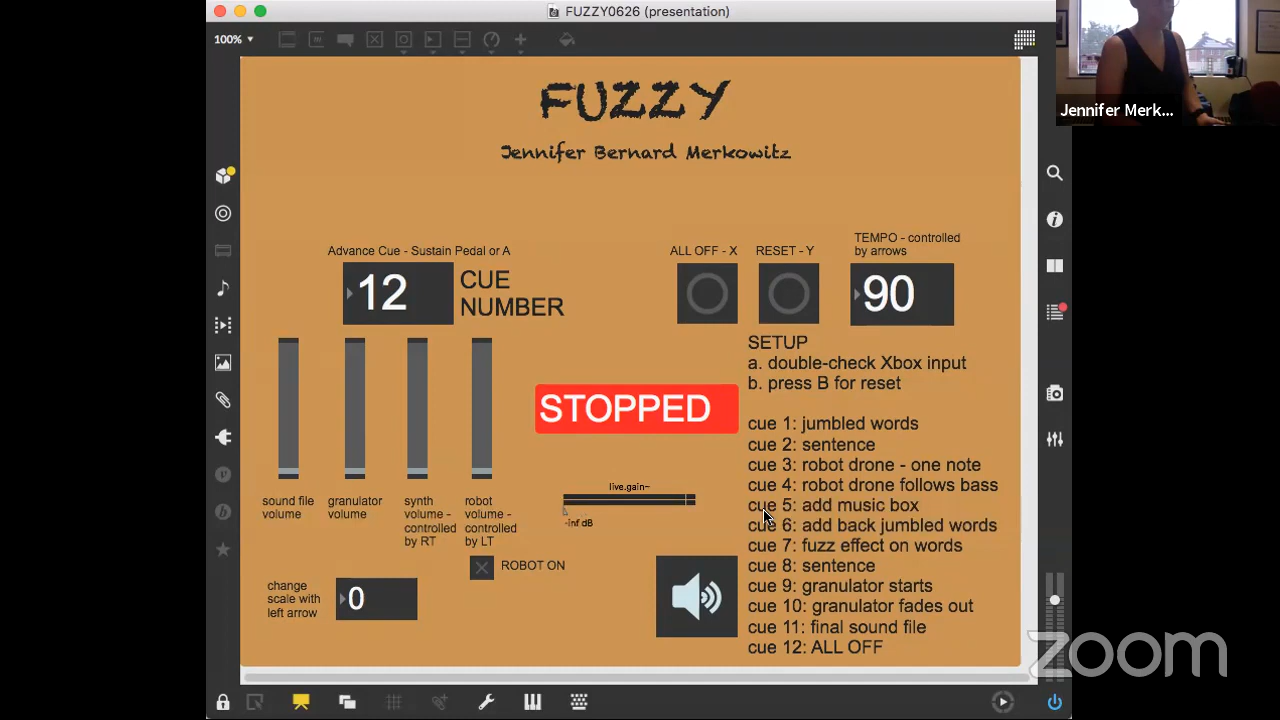 FUZZY0626 (presentation)
100%
Jennifer Merk...
FUZZY
Jennifer Bernard Merkowitz
Advance Cue - Sustain Pedal or A
12
CUE
NUMBER
ALL OFF - X
RESET - Y
TEMPO - controlled
by arrows
90
SETUP
a. double-check Xbox input
b. press B for reset
STOPPED
cue 1: jumbled words
cue 2: sentence
cue 3: robot drone - one note
cue 4: robot drone follows bass
cue 5: add music box
cue 6: add back jumbled words
cue 7: fuzz effect on words
cue 8: sentence
cue 9: granulator starts
cue 10: granulator fades out
cue 11: final sound file
cue 12: ALL OFF
sound file
volume
granulator
volume
synth
volume -
controlled
by RT
robot
volume -
controlled
by LT
live.gain~
-inf dB
ROBOT ON
change
scale with
left arrow
0
zoom